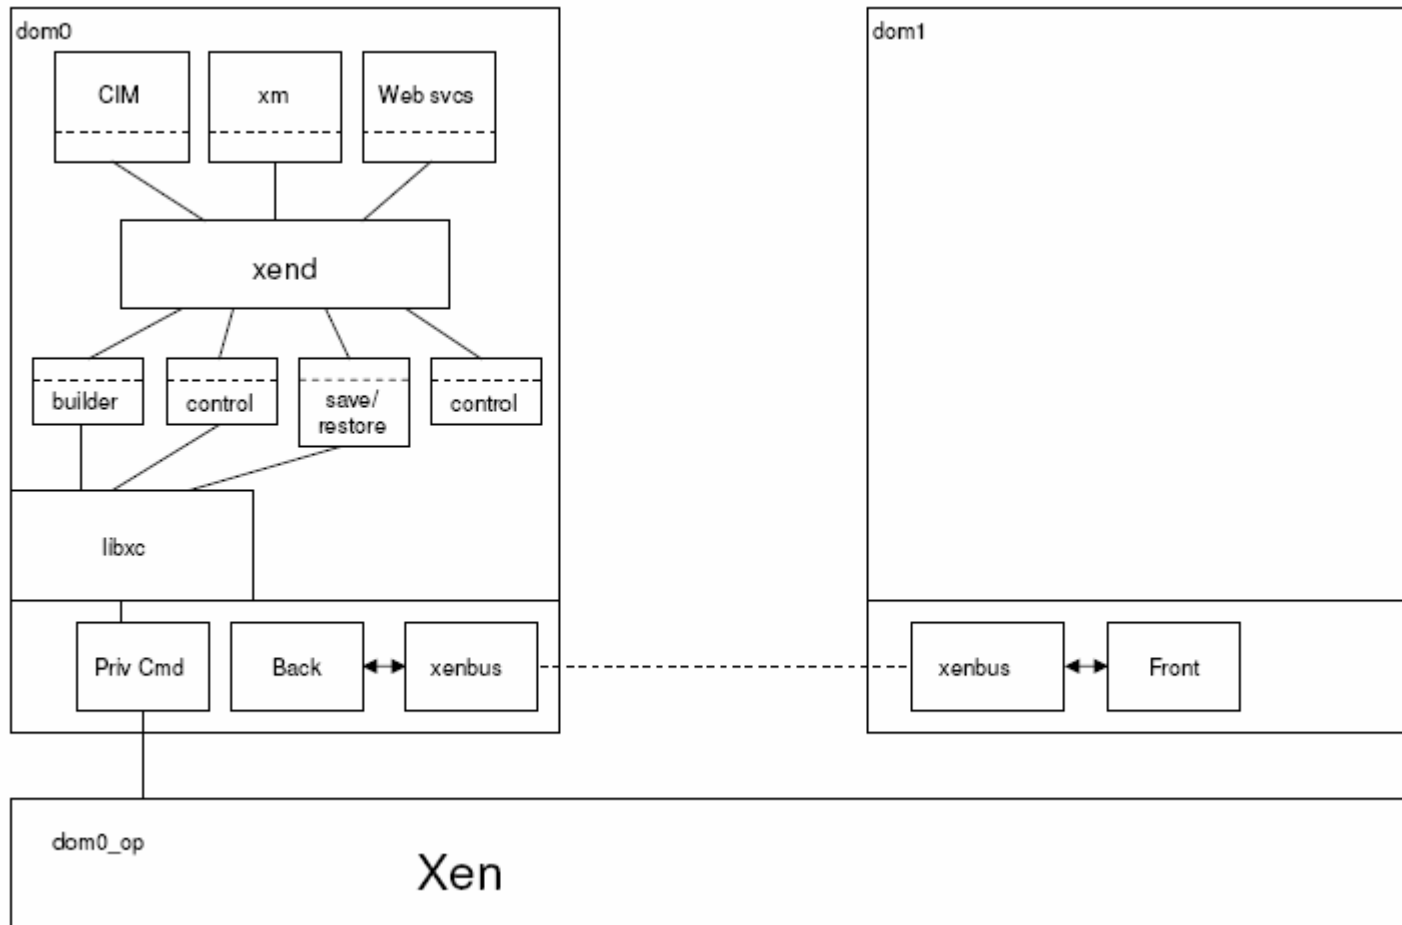 dom0
dom1
CIM
xm
Web svcs
xend
builder
control
save/
restore
control
libxc
Priv Cmd
Back
xenbus
xenbus
Front
dom0_op
Xen